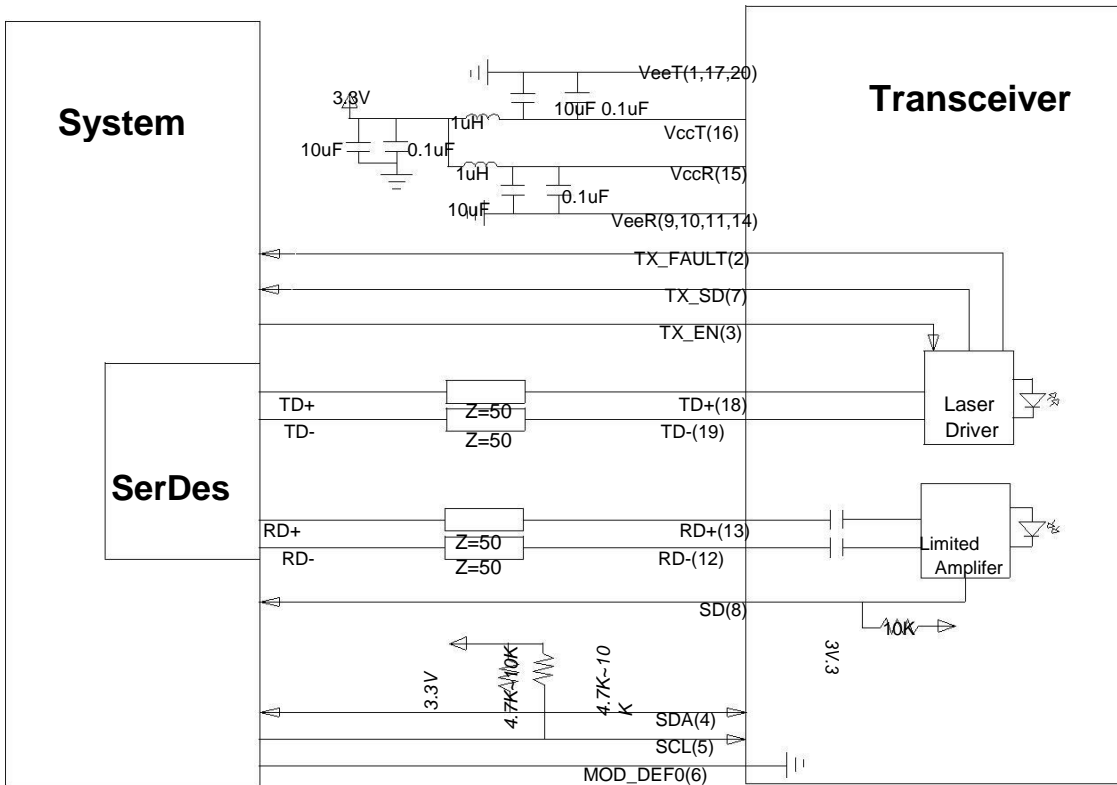 System
Transceiver
VeeT(1,17,20)
3.3V
10uF 0.1uF
1uH
VccT(16)
10uF
0.1uF
1uH
VccR(15)
10uF
0.1uF
VeeR(9,10,11,14)
TX_FAULT(2)
TX_SD(7)
TX_EN(3)
TD+
Z=50
TD+(18)
Laser
Driver
TD-
Z=50
TD-(19)
SerDes
RD+
Z=50
RD+(13)
Limited
Amplifer
RD-
Z=50
RD-(12)
SD(8)
10K
3V.3
3.3V
4.7K~10K
4.7K~10
K
SDA(4)
SCL(5)
MOD_DEF0(6)